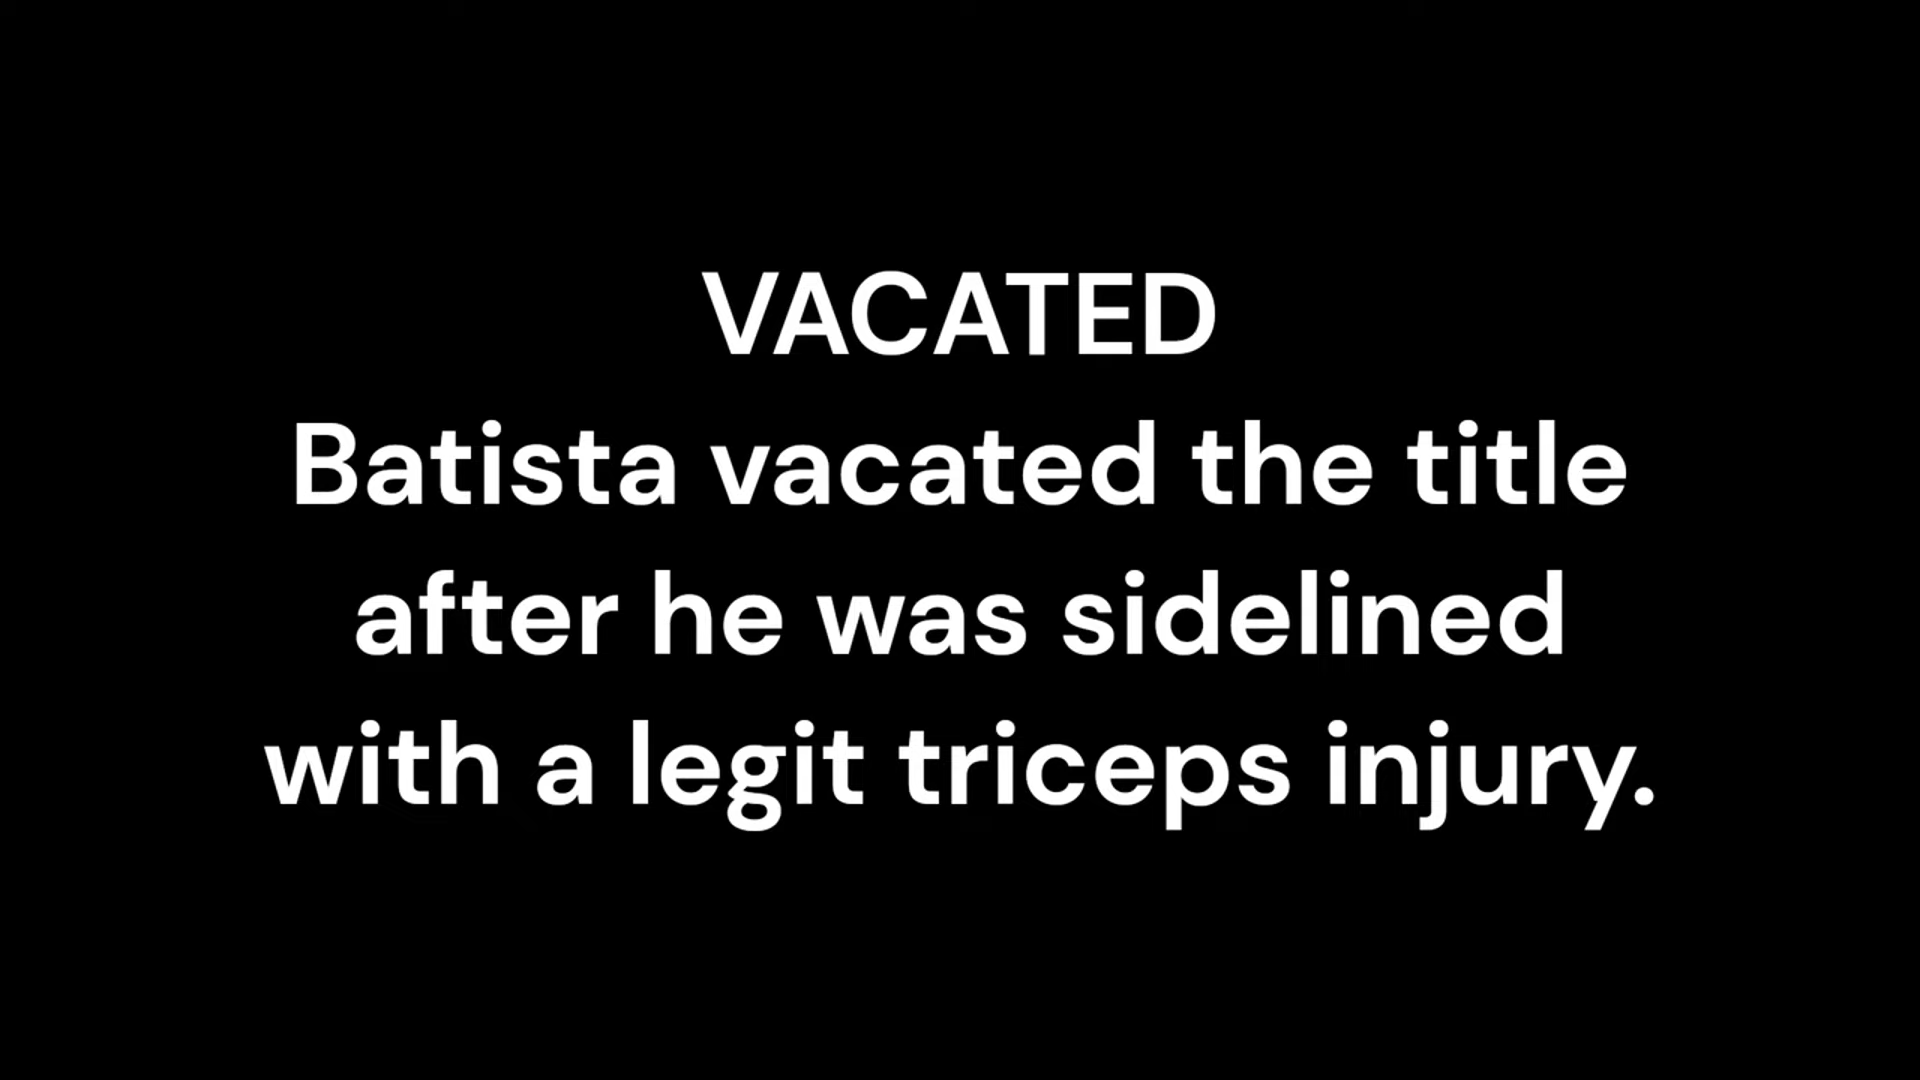 VACATED
Batista vacated the title
after he was sidelined
with a legit triceps injury.